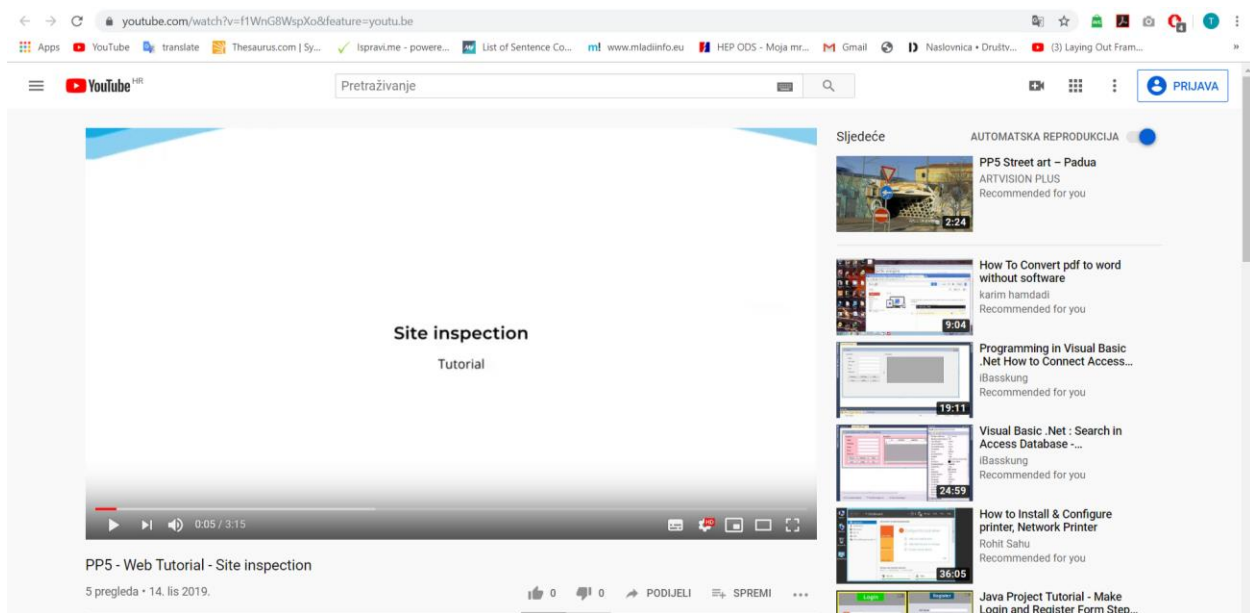 youtube.com/watch?v=f1WnG8WspXo&feature=youtu.be
Apps YouTube translate Thesaurus.com | Sy... Ispravi.me - powere... List of Sentence Co... www.mladiinfo.eu HEP ODS - Moja mr... Gmail Naslovnica • Društv... (3) Laying Out Fram... »
YouTube HR
Pretraživanje
PRIJAVA
Site inspection
Tutorial
0:05 / 3:15
HD
PP5 - Web Tutorial - Site inspection
5 pregleda • 14. lis 2019.
0 0 PODIJELI SPREMI
Sljedeće AUTOMATSKA REPRODUKCIJA
PP5 Street art – Padua
ARTVISION PLUS
Recommended for you
2:24
How To Convert pdf to word
without software
karim hamdadi
Recommended for you
9:04
Programming in Visual Basic
.Net How to Connect Access...
iBasskung
Recommended for you
19:11
Visual Basic .Net : Search in
Access Database -...
iBasskung
Recommended for you
24:59
How to Install & Configure
printer, Network Printer
Rohit Sahu
Recommended for you
36:05
Java Project Tutorial - Make
Login and Register Form Step...
Login
Register